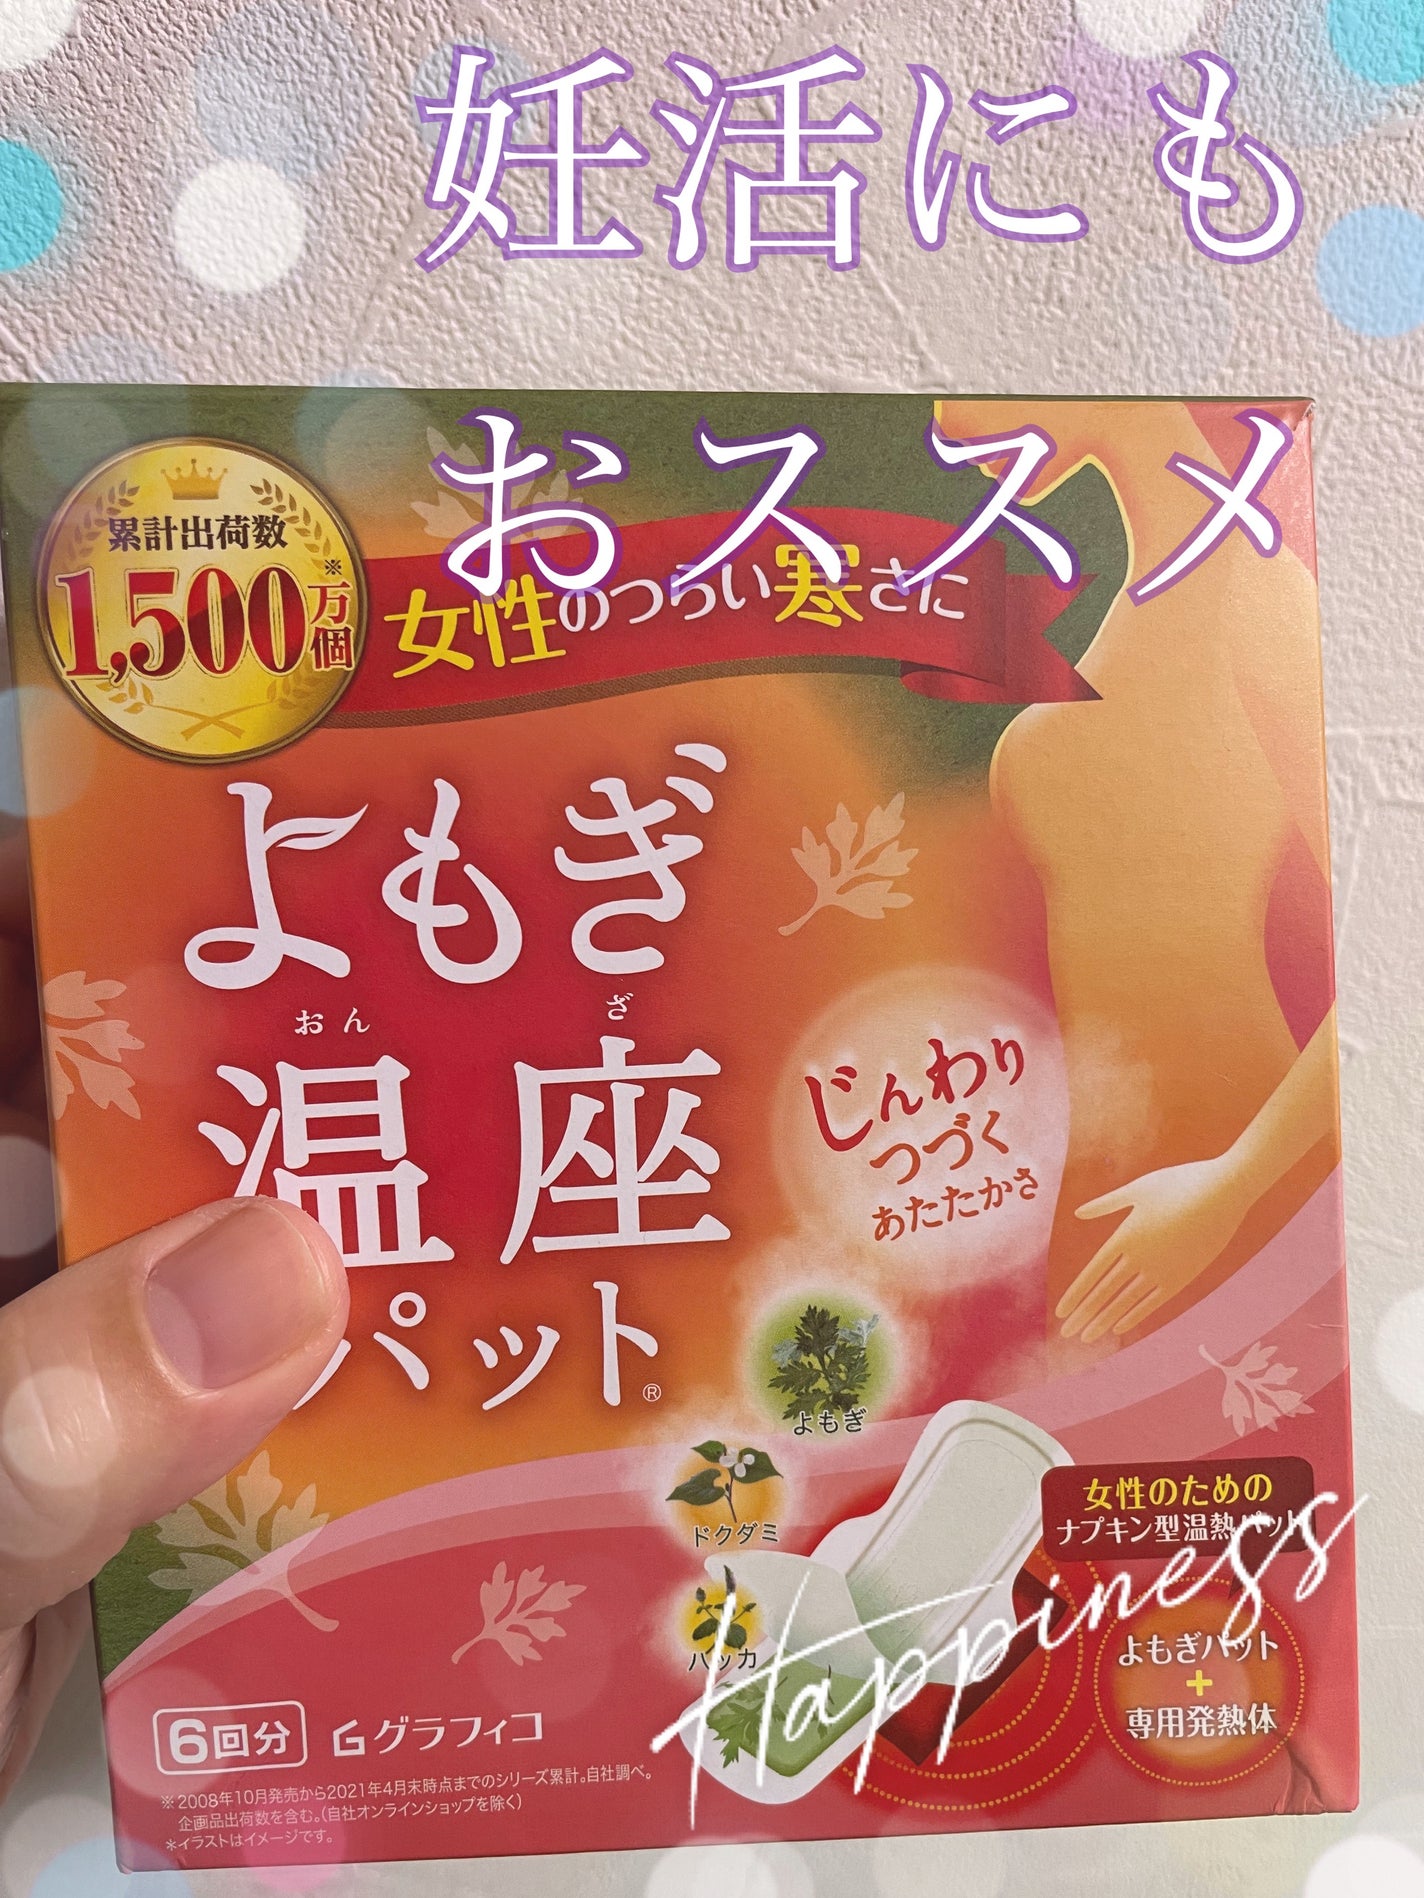 妊活にも
おススメ
累計出荷数
1,500万個※
女性のつらい寒さに
よもぎ
おんざ
温座
パット®
じんわり
つづく
あたたかさ
よもぎ
ドクダミ
ハッカ
女性のための
ナプキン型温熱パット
Happiness
よもぎパット
+
専用発熱体
6回分 グラフィコ
※2008年10月発売から2021年4月末時点までのシリーズ累計。自社調べ。
企画品出荷数を含む。(自社オンラインショップを除く)
*イラストはイメージです。